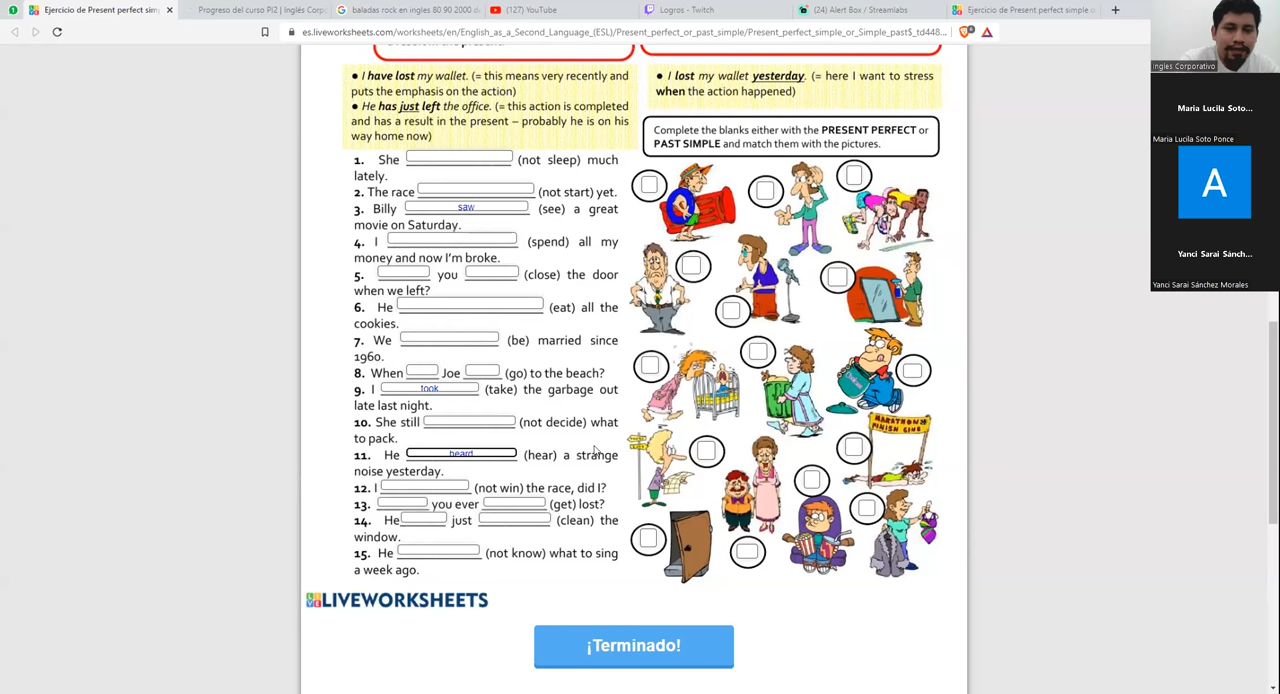 Ejercicio de Present perfect sim
Progreso del curso PI2 | Inglés Corp
baladas rock en ingles 80 90 2000 d
(127) YouTube
Logros - Twitch
(24) Alert Box / Streamlabs
Ejercicio de Present perfect simple o
es.liveworksheets.com/worksheets/en/English_as_a_Second_Language_(ESL)/Present_perfect_or_past_simple/Present_perfect_simple_or_Simple_past$_td448...
• I have lost my wallet. (= this means very recently and
puts the emphasis on the action)
• He has just left the office. (= this action is completed
and has a result in the present – probably he is on his
way home now)
• I lost my wallet yesterday. (= here I want to stress
when the action happened)
Complete the blanks either with the PRESENT PERFECT or
PAST SIMPLE and match them with the pictures.
1. She (not sleep) much
lately.
2. The race (not start) yet.
3. Billy saw (see) a great
movie on Saturday.
4. I (spend) all my
money and now I'm broke.
5. you (close) the door
when we left?
6. He (eat) all the
cookies.
7. We (be) married since
1960.
8. When Joe (go) to the beach?
9. I took (take) the garbage out
late last night.
10. She still (not decide) what
to pack.
11. He heard (hear) a strange
noise yesterday.
12. I (not win) the race, did I?
13. you ever (get) lost?
14. He just (clean) the
window.
15. He (not know) what to sing
a week ago.
MARATHON
FINISH LINE
LIVEWORKSHEETS
¡Terminado!
Ingles Corporativo
Maria Lucila Soto...
Maria Lucila Soto Ponce
A
Yanci Sarai Sánch...
Yanci Sarai Sánchez Morales